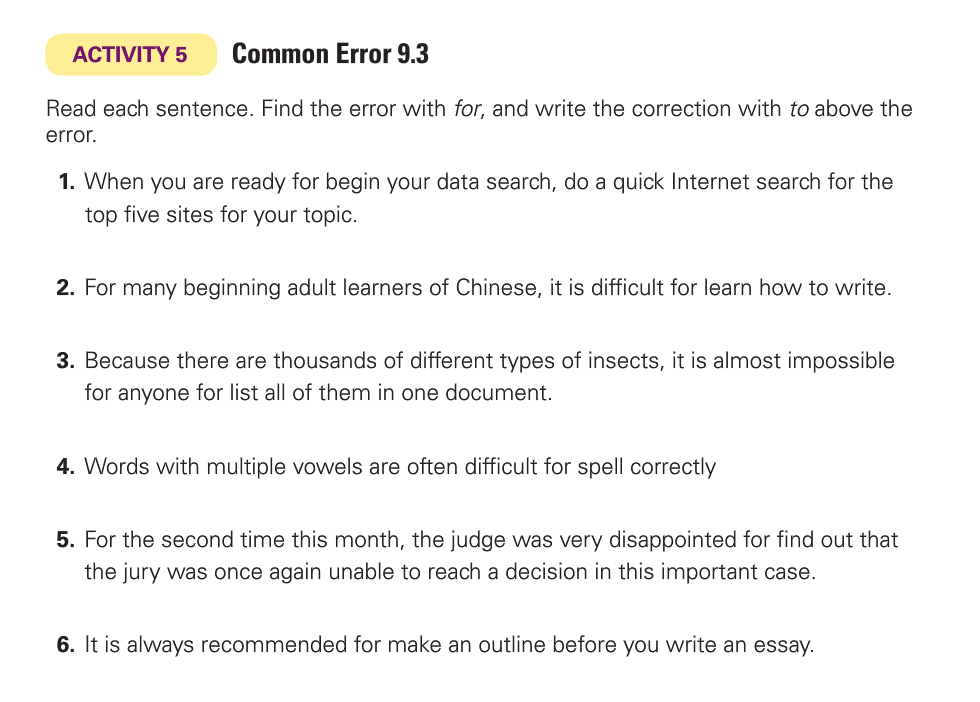 ACTIVITY 5 Common Error 9.3
Read each sentence. Find the error with for, and write the correction with to above the
error.
1. When you are ready for begin your data search, do a quick Internet search for the
top five sites for your topic.
2. For many beginning adult learners of Chinese, it is difficult for learn how to write.
3. Because there are thousands of different types of insects, it is almost impossible
for anyone for list all of them in one document.
4. Words with multiple vowels are often difficult for spell correctly
5. For the second time this month, the judge was very disappointed for find out that
the jury was once again unable to reach a decision in this important case.
6. It is always recommended for make an outline before you write an essay.